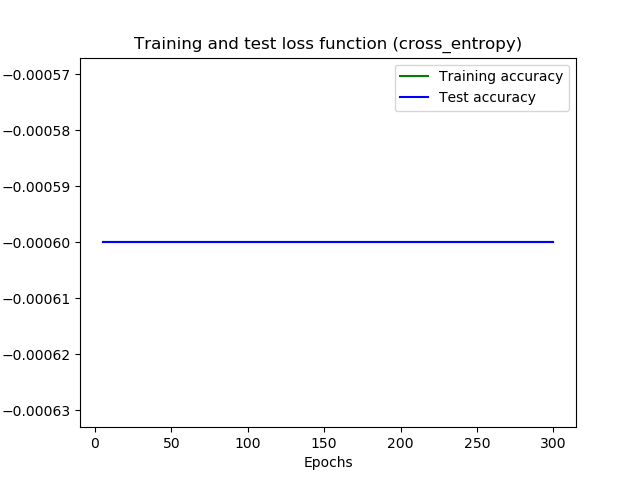 Training and test loss function (cross_entropy)
Training accuracy
Test accuracy
−0.00057
−0.00058
−0.00059
−0.00060
−0.00061
−0.00062
−0.00063
0 50 100 150 200 250 300
Epochs